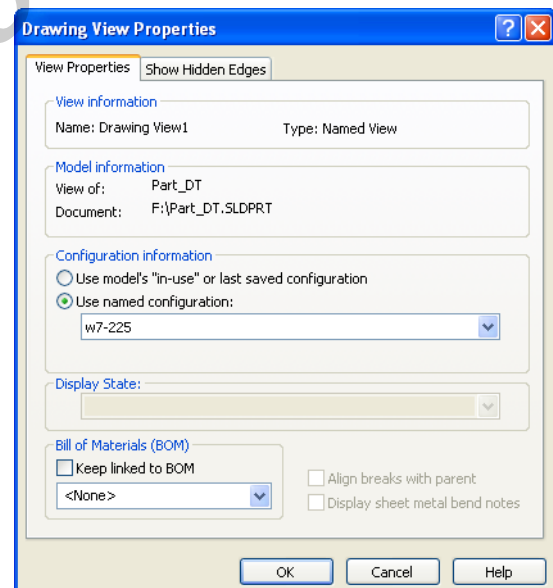 Drawing View Properties
View Properties
Show Hidden Edges
View information
Name: Drawing View1 Type: Named View
Model information
View of: Part_DT
Document: F:\Part_DT.SLDPRT
Configuration information
Use model's "in-use" or last saved configuration
Use named configuration:
w7-225
Display State:
Bill of Materials (BOM)
Keep linked to BOM
<None>
Align breaks with parent
Display sheet metal bend notes
OK Cancel Help